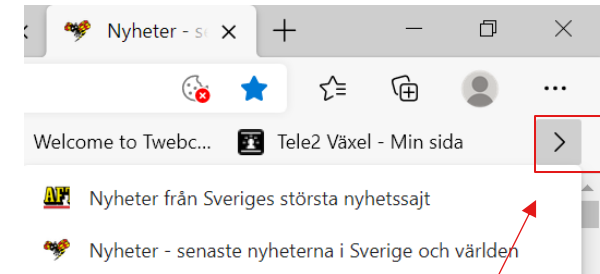 Nyheter - s
Welcome to Twebc... Tele2 Växel - Min sida
AF
Nyheter från Sveriges största nyhetssajt
Nyheter - senaste nyheterna i Sverige och världen